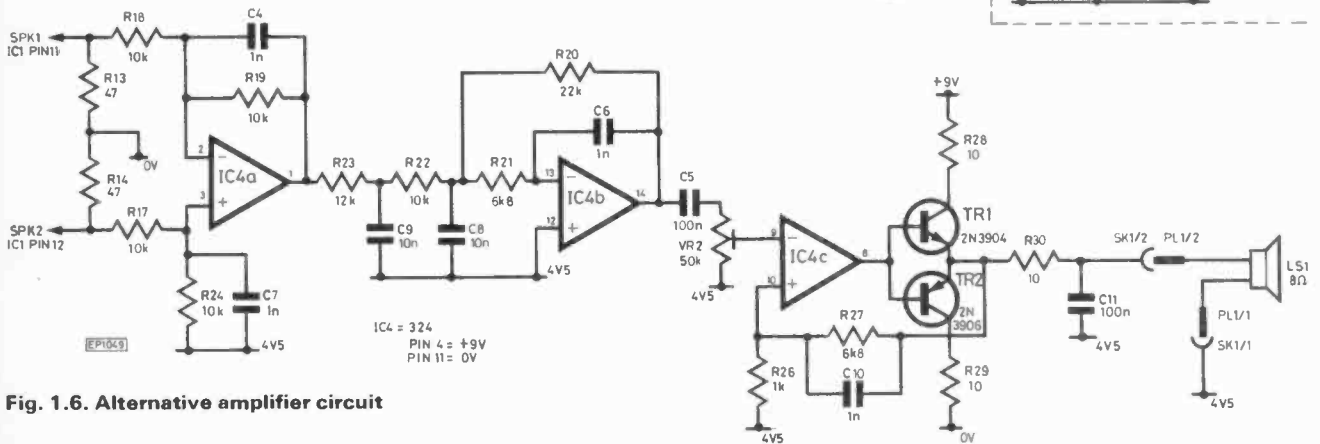 SPK1
IC1 PIN11
R18
10k
C4
1n
R19
10k
R13
47
0V
R14
47
SPK2
IC1 PIN12
R17
10k
2
3
1
IC4a
R24
10k
C7
1n
4V5
EP1049
R23
12k
R22
10k
R21
6k8
R20
22k
C6
1n
C9
10n
C8
10n
4V5
13
12
14
IC4b
IC4 = 324
PIN 4 = +9V
PIN 11 = 0V
C5
100n
VR2
50k
4V5
9
10
8
IC4c
R26
1k
4V5
R27
6k8
C10
1n
+9V
R28
10
TR1
2N3904
TR2
2N
3906
R29
10
0V
R30
10
C11
100n
4V5
SK1/2
PL1/2
LS1
8Ω
PL1/1
SK1/1
4V5
Fig. 1.6. Alternative amplifier circuit